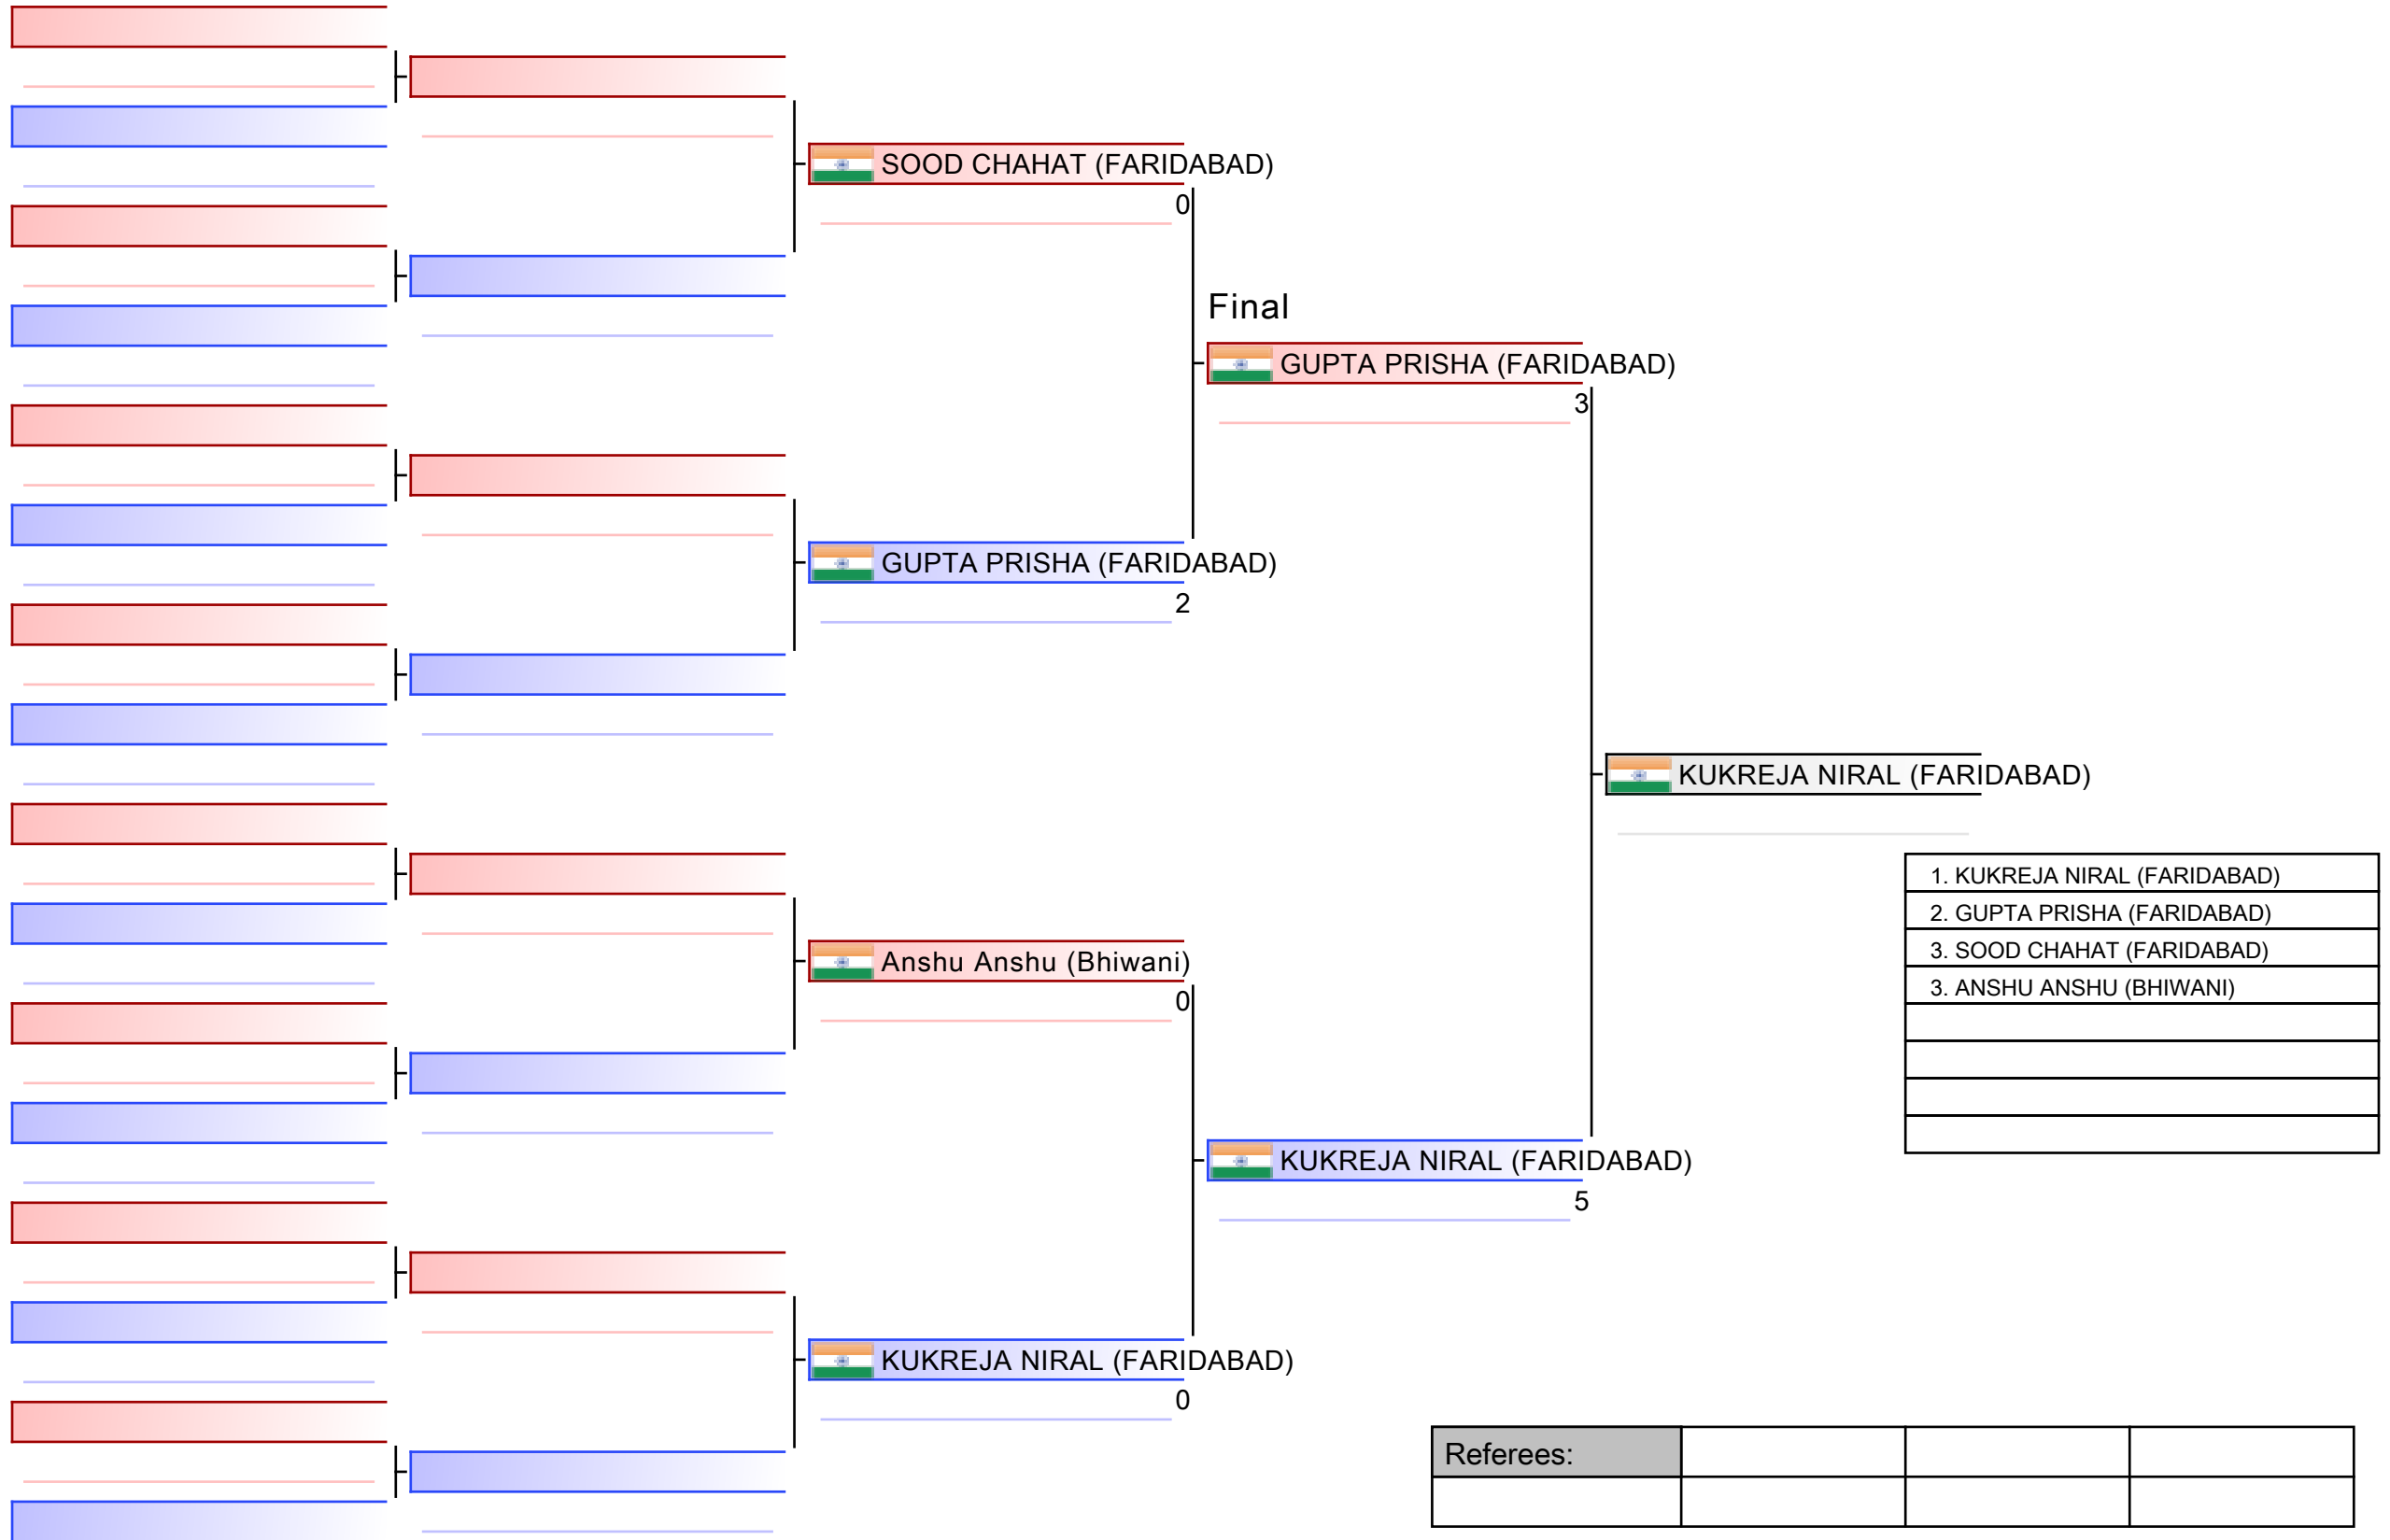 SOOD CHAHAT (FARIDABAD)
0
Final
GUPTA PRISHA (FARIDABAD)
3
GUPTA PRISHA (FARIDABAD)
2
KUKREJA NIRAL (FARIDABAD)
1. KUKREJA NIRAL (FARIDABAD)
2. GUPTA PRISHA (FARIDABAD)
3. SOOD CHAHAT (FARIDABAD)
3. ANSHU ANSHU (BHIWANI)
Anshu Anshu (Bhiwani)
0
KUKREJA NIRAL (FARIDABAD)
5
KUKREJA NIRAL (FARIDABAD)
0
Referees: